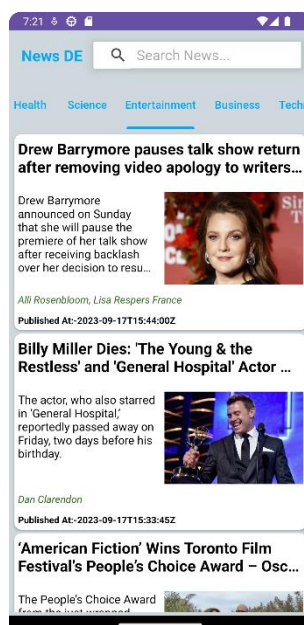 7:21
News DE
Search News...
Health Science Entertainment Business Tech
Drew Barrymore pauses talk show return
after removing video apology to writers...
Drew Barrymore
announced on Sunday
that she will pause the
premiere of her talk show
after receiving backlash
over her decision to resu...
Alli Rosenbloom, Lisa Respers France
Published At:-2023-09-17T15:44:00Z
Billy Miller Dies: 'The Young & the
Restless' and 'General Hospital' Actor ...
The actor, who also starred
in ‘General Hospital,’
reportedly passed away on
Friday, two days before his
birthday.
Dan Clarendon
Published At:-2023-09-17T15:33:45Z
‘American Fiction’ Wins Toronto Film
Festival’s People’s Choice Award – Osc...
The People’s Choice Award
from the just wrapped